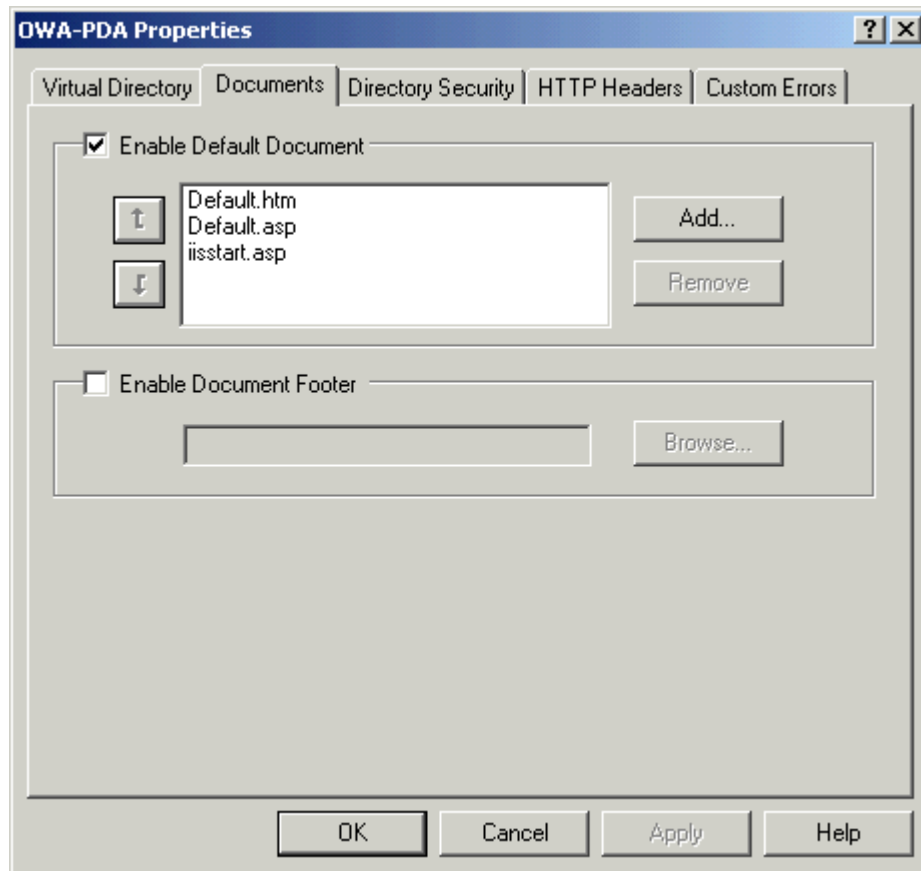 OWA-PDA Properties
Virtual Directory Documents Directory Security HTTP Headers Custom Errors
Enable Default Document
Default.htm
Default.asp
iisstart.asp
Add...
Remove
Enable Document Footer
Browse...
OK Cancel Apply Help